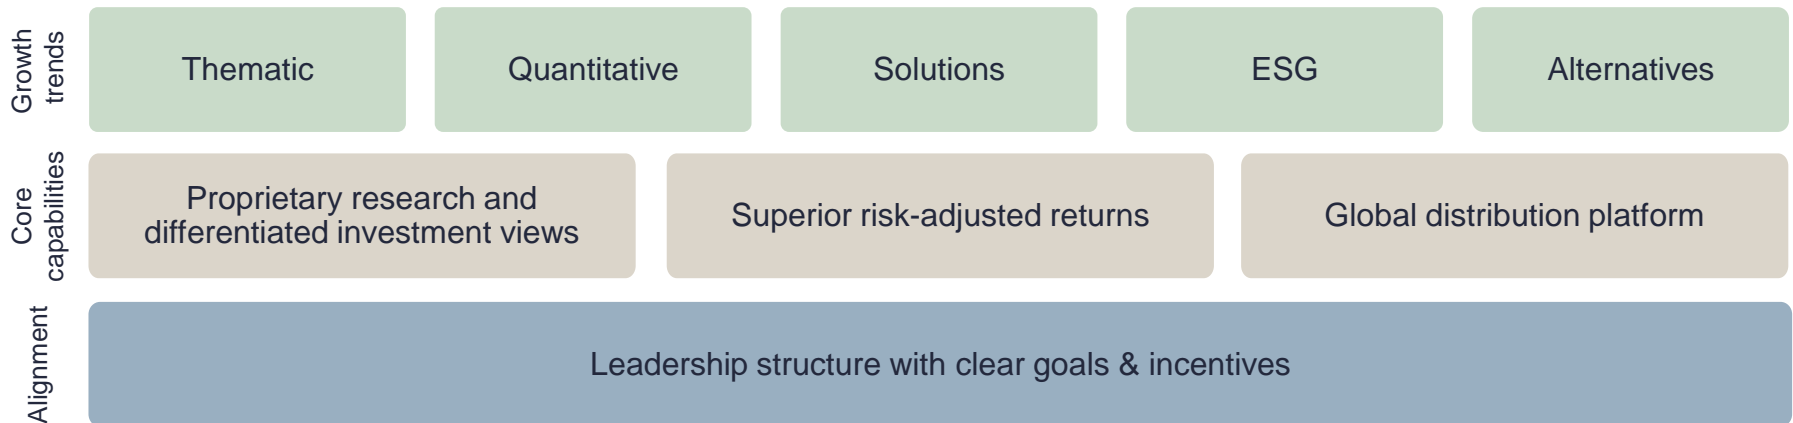 Growth
trends
Thematic
Quantitative
Solutions
ESG
Alternatives
Core
capabilities
Proprietary research and
differentiated investment views
Superior risk-adjusted returns
Global distribution platform
Alignment
Leadership structure with clear goals & incentives